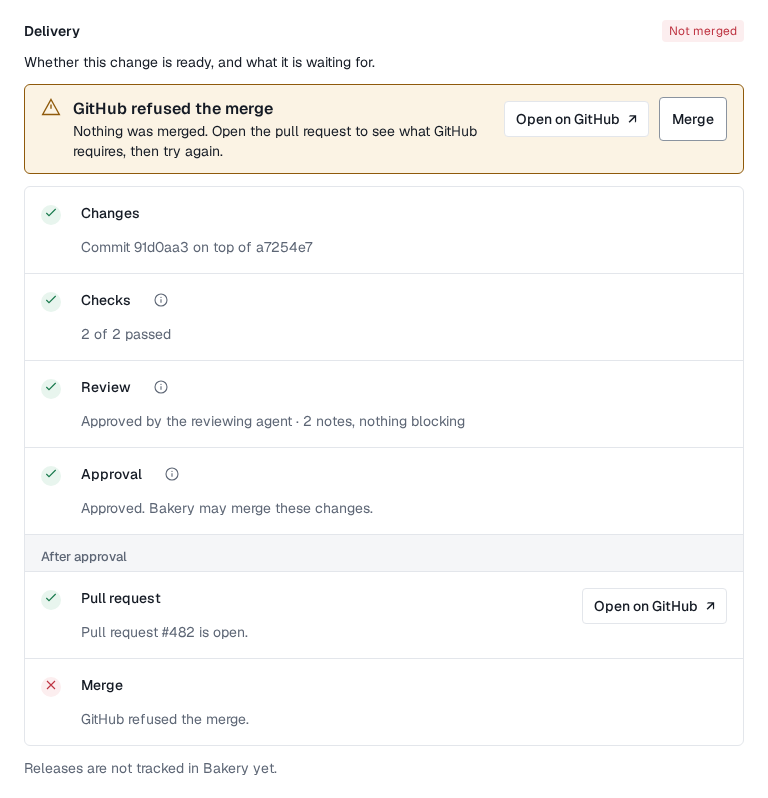 Delivery
Not merged
Whether this change is ready, and what it is waiting for.
GitHub refused the merge
Nothing was merged. Open the pull request to see what GitHub
requires, then try again.
Open on GitHub
Merge
Changes
Commit 91d0aa3 on top of a7254e7
Checks
2 of 2 passed
Review
Approved by the reviewing agent · 2 notes, nothing blocking
Approval
Approved. Bakery may merge these changes.
After approval
Pull request
Open on GitHub
Pull request #482 is open.
Merge
GitHub refused the merge.
Releases are not tracked in Bakery yet.